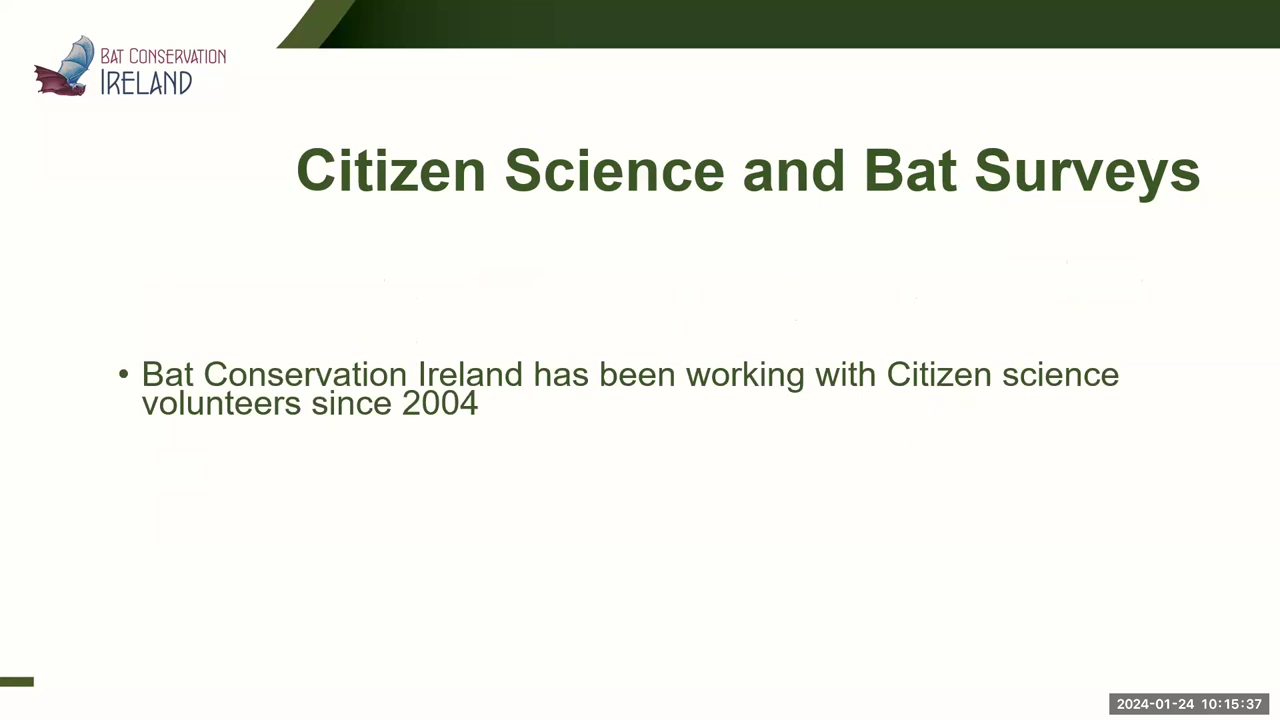 BAT CONSERVATION
IRELAND
Citizen Science and Bat Surveys
• Bat Conservation Ireland has been working with Citizen science
volunteers since 2004
2024-01-24 10:15:37